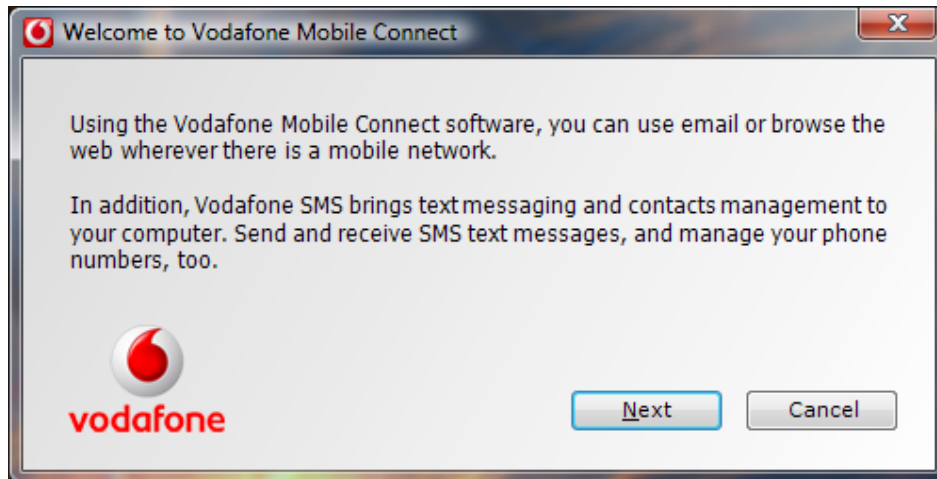 Welcome to Vodafone Mobile Connect
Using the Vodafone Mobile Connect software, you can use email or browse the
web wherever there is a mobile network.
In addition, Vodafone SMS brings text messaging and contacts management to
your computer. Send and receive SMS text messages, and manage your phone
numbers, too.
vodafone
Next
Cancel